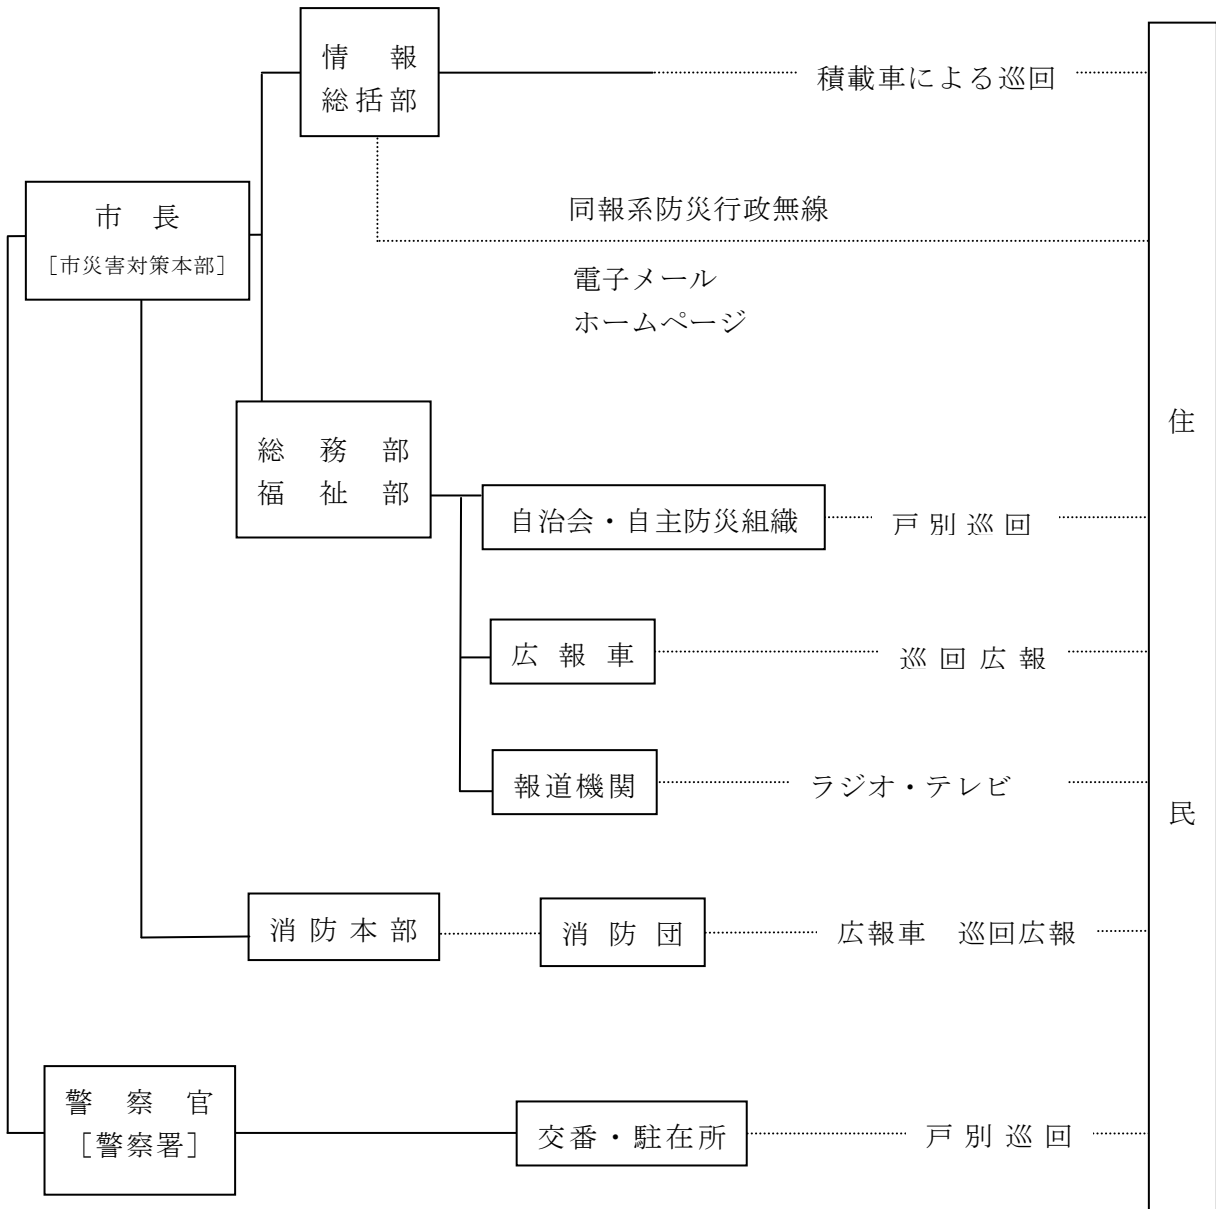 情　報
総括部
積載車による巡回
市　長
［市災害対策本部］
同報系防災行政無線
電子メール
ホームページ
住
民
総　務　部
福　祉　部
自治会・自主防災組織
戸 別 巡 回
広 報 車
巡 回 広 報
報道機関
ラジオ・テレビ
消 防 本 部
消 防 団
広報車　巡回広報
警　察　官
［警察署］
交番・駐在所
戸 別 巡 回